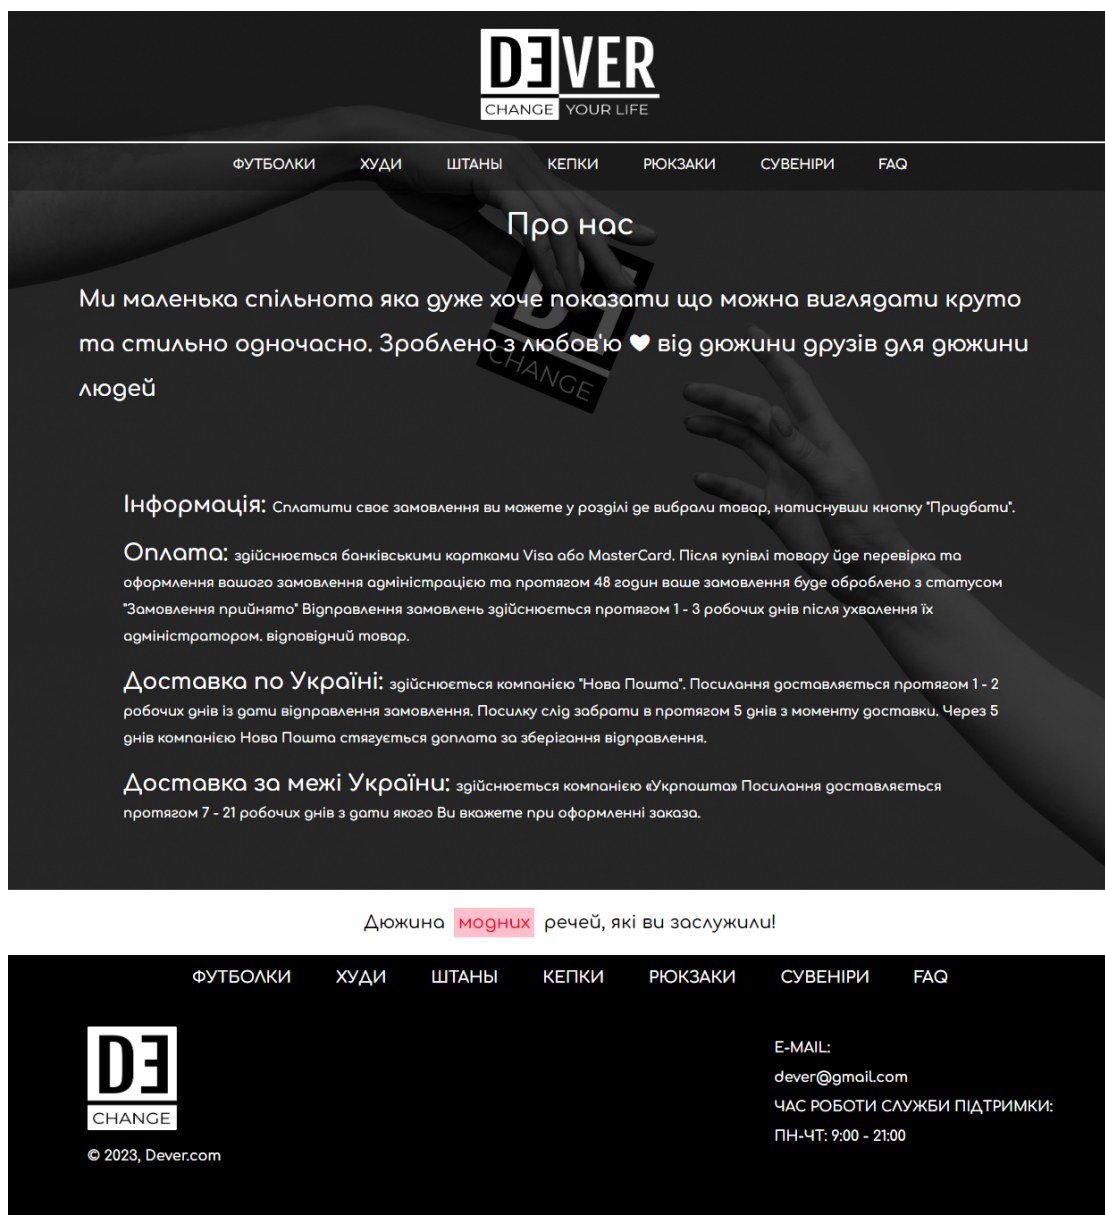 DEVER
CHANGE YOUR LIFE
ФУТБОЛКИ ХУДИ ШТАНЫ КЕПКИ РЮКЗАКИ СУВЕНІРИ FAQ
Про нас
Ми маленька спільнота яка дуже хоче показати що можна виглядати круто
та стильно одночасно. Зроблено з любов'ю ♥ від дюжини друзів для дюжини
людей
DE
CHANGE
Інформація: Сплатити своє замовлення ви можете у розділі де вибрали товар, натиснувши кнопку "Придбати".
Оплата: здійснюється банківськими картками Visa або MasterCard. Після купівлі товару йде перевірка та
оформлення вашого замовлення адміністрацією та протягом 48 годин ваше замовлення буде оброблено з статусом
"Замовлення прийнято" Відправлення замовлень здійснюється протягом 1 - 3 робочих днів після ухвалення їх
адміністратором. відповідний товар.
Доставка по Україні: здійснюється компанією "Нова Пошта". Посилання доставляється протягом 1 - 2
робочих днів із дати відправлення замовлення. Посилку слід забрати в протягом 5 днів з моменту доставки. Через 5
днів компанією Нова Пошта стягується доплата за зберігання відправлення.
Доставка за межі України: здійснюється компанією «Укрпошта» Посилання доставляється
протягом 7 - 21 робочих днів з дати якого Ви вкажете при оформленні заказа.
Дюжина модних речей, які ви заслужили!
ФУТБОЛКИ ХУДИ ШТАНЫ КЕПКИ РЮКЗАКИ СУВЕНІРИ FAQ
DE
CHANGE
© 2023, Dever.com
E-MAIL:
dever@gmail.com
ЧАС РОБОТИ СЛУЖБИ ПІДТРИМКИ:
ПН-ЧТ: 9:00 - 21:00